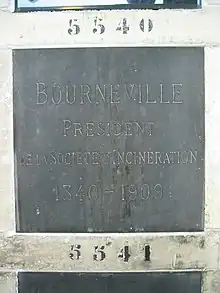 5540
BOURNEVILLE
PRESIDENT
DE LA SOCIETE D'INCINERATION
1840-1909
5541